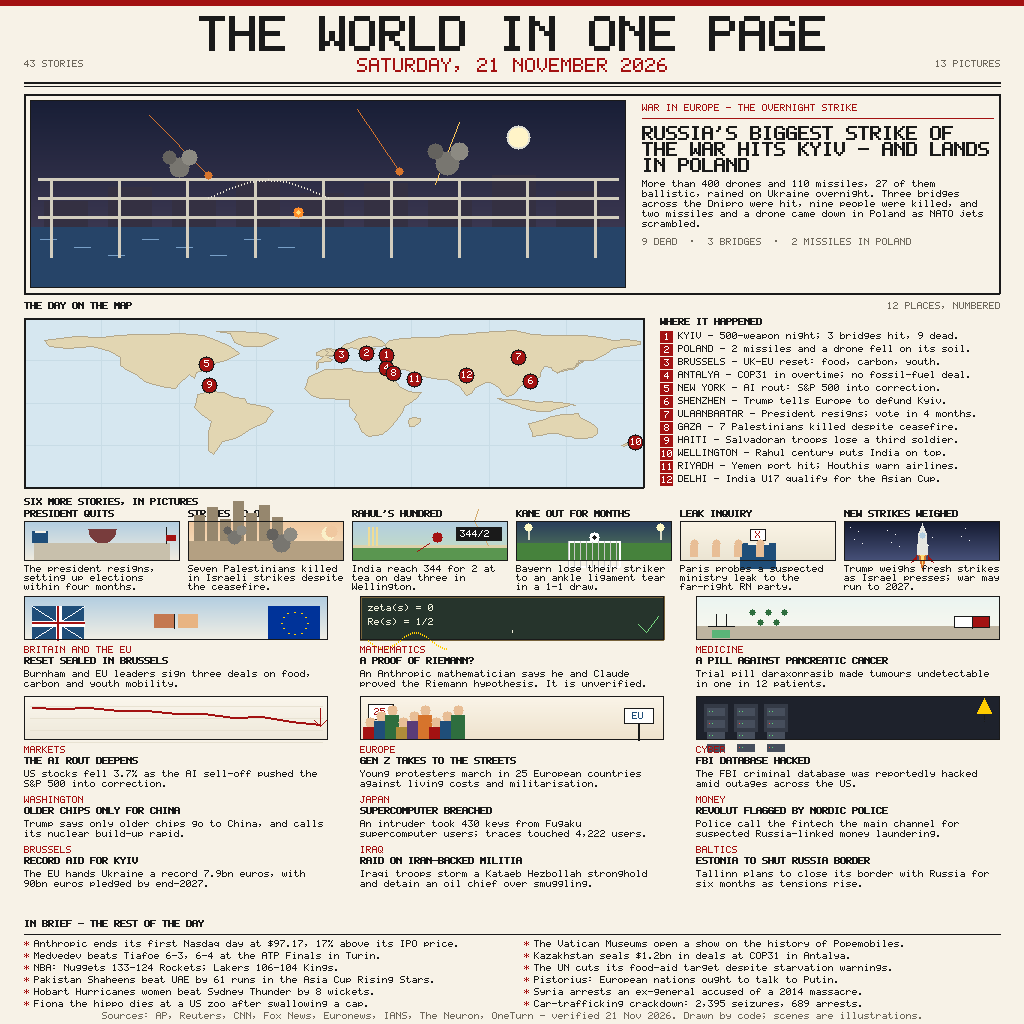 THE WORLD IN ONE PAGE
43 STORIES
SATURDAY, 21 NOVEMBER 2026
13 PICTURES
WAR IN EUROPE - THE OVERNIGHT STRIKE
RUSSIA'S BIGGEST STRIKE OF
THE WAR HITS KYIV - AND LANDS
IN POLAND
More than 400 drones and 110 missiles, 27 of them
ballistic, rained on Ukraine overnight. Three bridges
across the Dnipro were hit, nine people were killed, and
two missiles and a drone came down in Poland as NATO jets
scrambled.
9 DEAD · 3 BRIDGES · 2 MISSILES IN POLAND
THE DAY ON THE MAP
12 PLACES, NUMBERED
3
2
1
7
5
4
8
11
12
6
9
10
WHERE IT HAPPENED
1 KYIV - 500-weapon night; 3 bridges hit, 9 dead.
2 POLAND - 2 missiles and a drone fell on its soil.
3 BRUSSELS - UK-EU reset: food, carbon, youth.
4 ANTALYA - COP31 in overtime; no fossil-fuel deal.
5 NEW YORK - AI rout: S&P 500 into correction.
6 SHENZHEN - Trump tells Europe to defund Kyiv.
7 ULAANBAATAR - President resigns; vote in 4 months.
8 GAZA - 7 Palestinians killed despite ceasefire.
9 HAITI - Salvadoran troops lose a third soldier.
10 WELLINGTON - Rahul century puts India on top.
11 RIYADH - Yemen port hit; Houthis warn airlines.
12 DELHI - India U17 qualify for the Asian Cup.
SIX MORE STORIES, IN PICTURES
PRESIDENT QUITS
The president resigns,
setting up elections
within four months.
Seven Palestinians killed
in Israeli strikes despite
the ceasefire.
RAHUL'S HUNDRED
344/2
India reach 344 for 2 at
tea on day three in
Wellington.
KANE OUT FOR MONTHS
Bayern lose their striker
to an ankle ligament tear
in a 1-1 draw.
LEAK INQUIRY
X
Paris probes a suspected
ministry leak to the
far-right RN party.
NEW STRIKES WEIGHED
Trump weighs fresh strikes
as Israel presses; war may
run to 2027.
BRITAIN AND THE EU
RESET SEALED IN BRUSSELS
Burnham and EU leaders sign three deals on food,
carbon and youth mobility.
zeta(s) = 0
Re(s) = 1/2
MATHEMATICS
A PROOF OF RIEMANN?
An Anthropic mathematician says he and Claude
proved the Riemann hypothesis. It is unverified.
MEDICINE
A PILL AGAINST PANCREATIC CANCER
Trial pill daraxonrasib made tumours undetectable
in one in 12 patients.
MARKETS
THE AI ROUT DEEPENS
US stocks fell 3.7% as the AI sell-off pushed the
S&P 500 into correction.
25
EU
EUROPE
GEN Z TAKES TO THE STREETS
Young protesters march in 25 European countries
against living costs and militarisation.
CYBER
FBI DATABASE HACKED
The FBI criminal database was reportedly hacked
amid outages across the US.
WASHINGTON
OLDER CHIPS ONLY FOR CHINA
Trump says only older chips go to China, and calls
its nuclear build-up rapid.
JAPAN
SUPERCOMPUTER BREACHED
An intruder took 430 keys from Fugaku
supercomputer users; traces touched 4,222 users.
MONEY
REVOLUT FLAGGED BY NORDIC POLICE
Police call the fintech the main channel for
suspected Russia-linked money laundering.
BRUSSELS
RECORD AID FOR KYIV
The EU hands Ukraine a record 7.9bn euros, with
90bn euros pledged by end-2027.
IRAQ
RAID ON IRAN-BACKED MILITIA
Iraqi troops storm a Kataeb Hezbollah stronghold
and detain an oil chief over smuggling.
BALTICS
ESTONIA TO SHUT RUSSIA BORDER
Tallinn plans to close its border with Russia for
six months as tensions rise.
IN BRIEF - THE REST OF THE DAY
* Anthropic ends its first Nasdaq day at $97.17, 17% above its IPO price.
* Medvedev beats Tiafoe 6-3, 6-4 at the ATP Finals in Turin.
* NBA: Nuggets 133-124 Rockets; Lakers 106-104 Kings.
* Pakistan Shaheens beat UAE by 61 runs in the Asia Cup Rising Stars.
* Hobart Hurricanes women beat Sydney Thunder by 8 wickets.
* Fiona the hippo dies at a US zoo after swallowing a cap.
* The Vatican Museums open a show on the history of Popemobiles.
* Kazakhstan seals $1.2bn in deals at COP31 in Antalya.
* The UN cuts its food-aid target despite starvation warnings.
* Pistorius: European nations ought to talk to Putin.
* Syria arrests an ex-general accused of a 2014 massacre.
* Car-trafficking crackdown: 2,395 seizures, 689 arrests.
Sources: AP, Reuters, CNN, Fox News, Euronews, IANS, The Neuron, OneTurn - verified 21 Nov 2026. Drawn by code; scenes are illustrations.